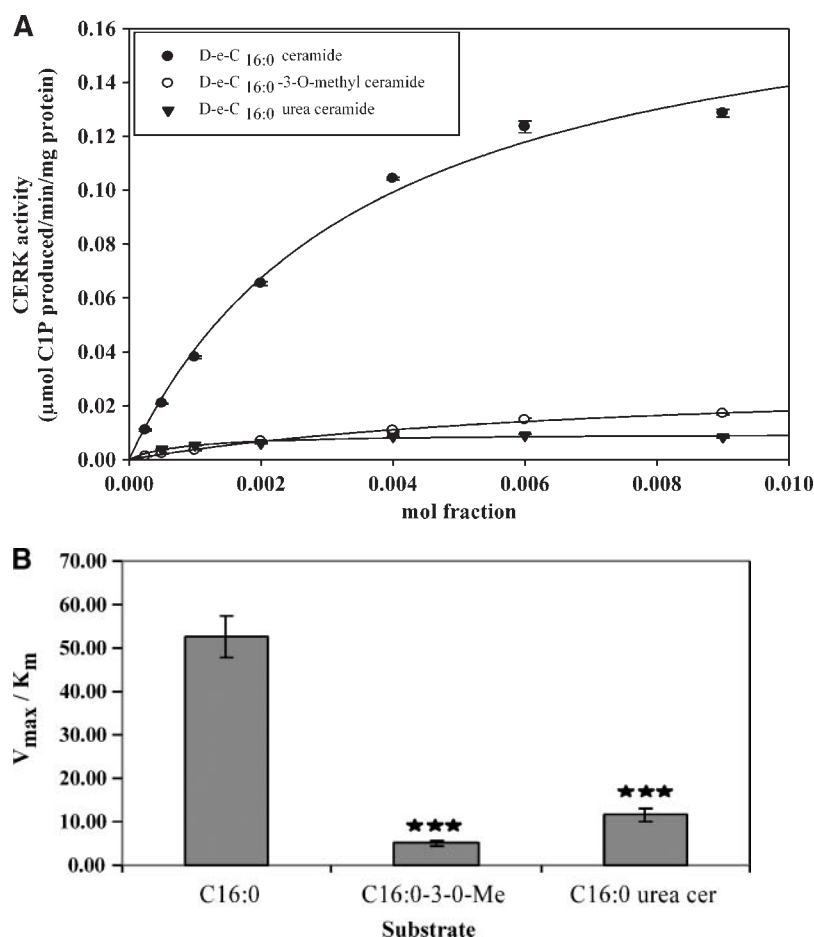 A
0.16
0.14
0.12
0.10
0.08
0.06
0.04
0.02
0.00
CERK activity
(μmol C1P produced/min/mg protein)
D-e-C 16:0 ceramide
D-e-C 16:0 -3-O-methyl ceramide
D-e-C 16:0 urea ceramide
0.000 0.002 0.004 0.006 0.008 0.010
mol fraction
B
70.00
60.00
50.00
40.00
30.00
20.00
10.00
0.00
Vmax / Km
★★★
★★★
C16:0 C16:0-3-0-Me C16:0 urea cer
Substrate